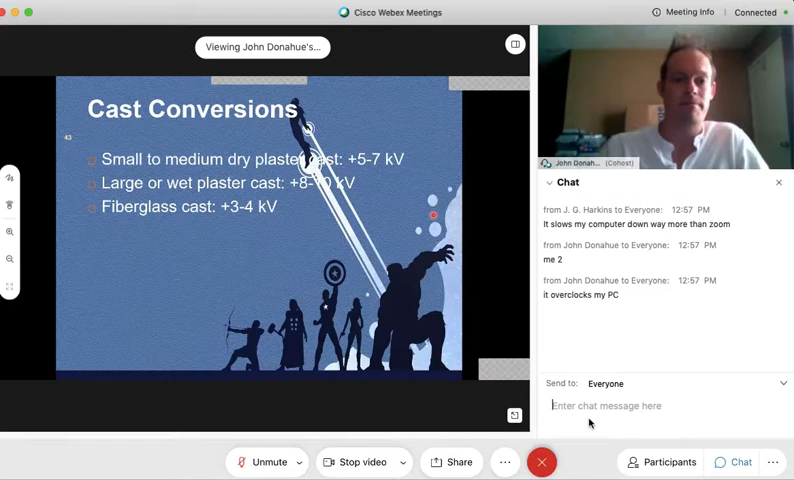 Cisco Webex Meetings
Meeting Info
Connected
Viewing John Donahue's...
Cast Conversions
43
Small to medium dry plaster cast: +5-7 kV
Large or wet plaster cast: +8-10 kV
Fiberglass cast: +3-4 kV
John Donah... (Cohost)
Chat
from J. G. Harkins to Everyone: 12:57 PM
It slows my computer down way more than zoom
from John Donahue to Everyone: 12:57 PM
me 2
from John Donahue to Everyone: 12:57 PM
it overclocks my PC
Send to: Everyone
Enter chat message here
Unmute
Stop video
Share
Participants
Chat